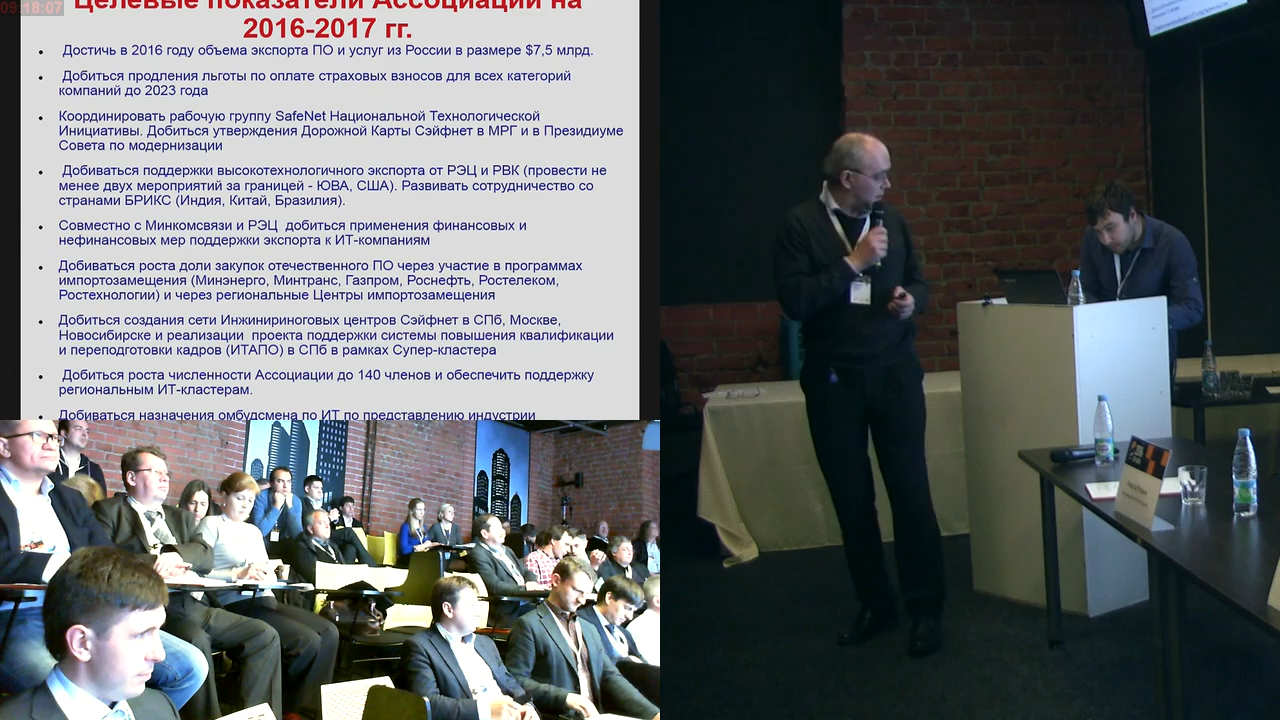 09:18:07
Целевые показатели Ассоциации на
2016-2017 гг.
• Достичь в 2016 году объема экспорта ПО и услуг из России в размере $7,5 млрд.
• Добиться продления льготы по оплате страховых взносов для всех категорий
компаний до 2023 года
• Координировать рабочую группу SafeNet Национальной Технологической
Инициативы. Добиться утверждения Дорожной Карты Сэйфнет в МРГ и в Президиуме
Совета по модернизации
• Добиваться поддержки высокотехнологичного экспорта от РЭЦ и РВК (провести не
менее двух мероприятий за границей - ЮВА, США). Развивать сотрудничество со
странами БРИКС (Индия, Китай, Бразилия).
• Совместно с Минкомсвязи и РЭЦ добиться применения финансовых и
нефинансовых мер поддержки экспорта к ИТ-компаниям
• Добиваться роста доли закупок отечественного ПО через участие в программах
импортозамещения (Минэнерго, Минтранс, Газпром, Роснефть, Ростелеком,
Ростехнологии) и через региональные Центры импортозамещения
• Добиться создания сети Инжинириноговых центров Сэйфнет в СПб, Москве,
Новосибирске и реализации проекта поддержки системы повышения квалификации
и переподготовки кадров (ИТАПО) в СПб в рамках Супер-кластера
• Добиться роста численности Ассоциации до 140 членов и обеспечить поддержку
региональным ИТ-кластерам.
• Добиваться назначения омбудсмена по ИТ по представлению индустрии